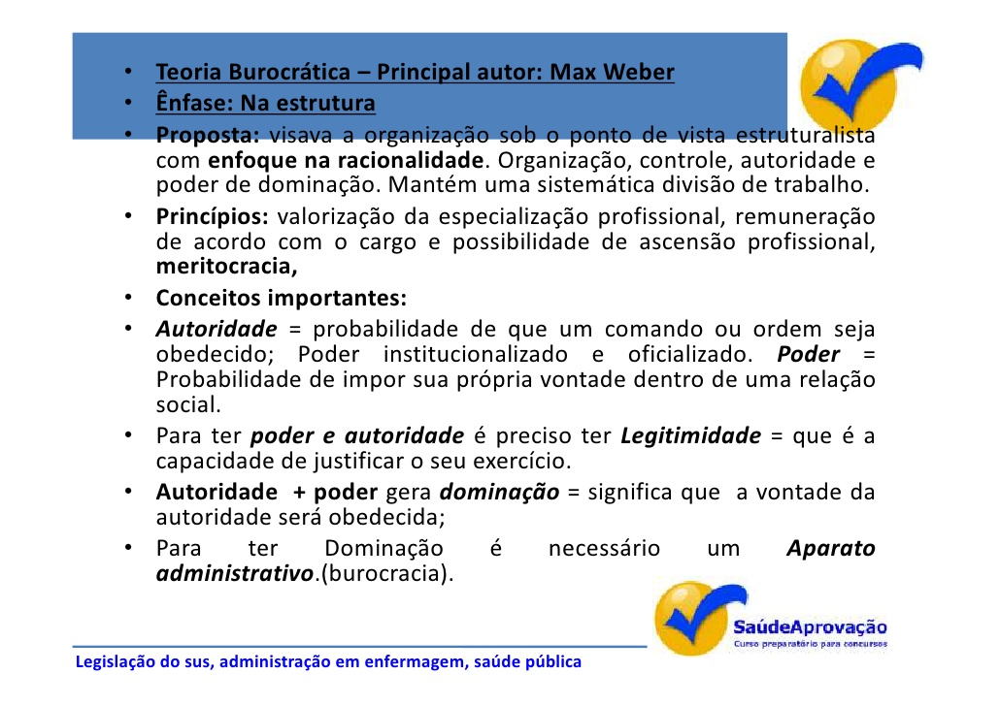 • Teoria Burocrática – Principal autor: Max Weber
• Ênfase: Na estrutura
• Proposta: visava a organização sob o ponto de vista estruturalista
com enfoque na racionalidade. Organização, controle, autoridade e
poder de dominação. Mantém uma sistemática divisão de trabalho.
• Princípios: valorização da especialização profissional, remuneração
de acordo com o cargo e possibilidade de ascensão profissional,
meritocracia,
• Conceitos importantes:
• Autoridade = probabilidade de que um comando ou ordem seja
obedecido; Poder institucionalizado e oficializado. Poder =
Probabilidade de impor sua própria vontade dentro de uma relação
social.
• Para ter poder e autoridade é preciso ter Legitimidade = que é a
capacidade de justificar o seu exercício.
• Autoridade + poder gera dominação = significa que a vontade da
autoridade será obedecida;
• Para ter Dominação é necessário um Aparato
administrativo.(burocracia).
SaúdeAprovação
Curso preparatório para concursos
Legislação do sus, administração em enfermagem, saúde pública